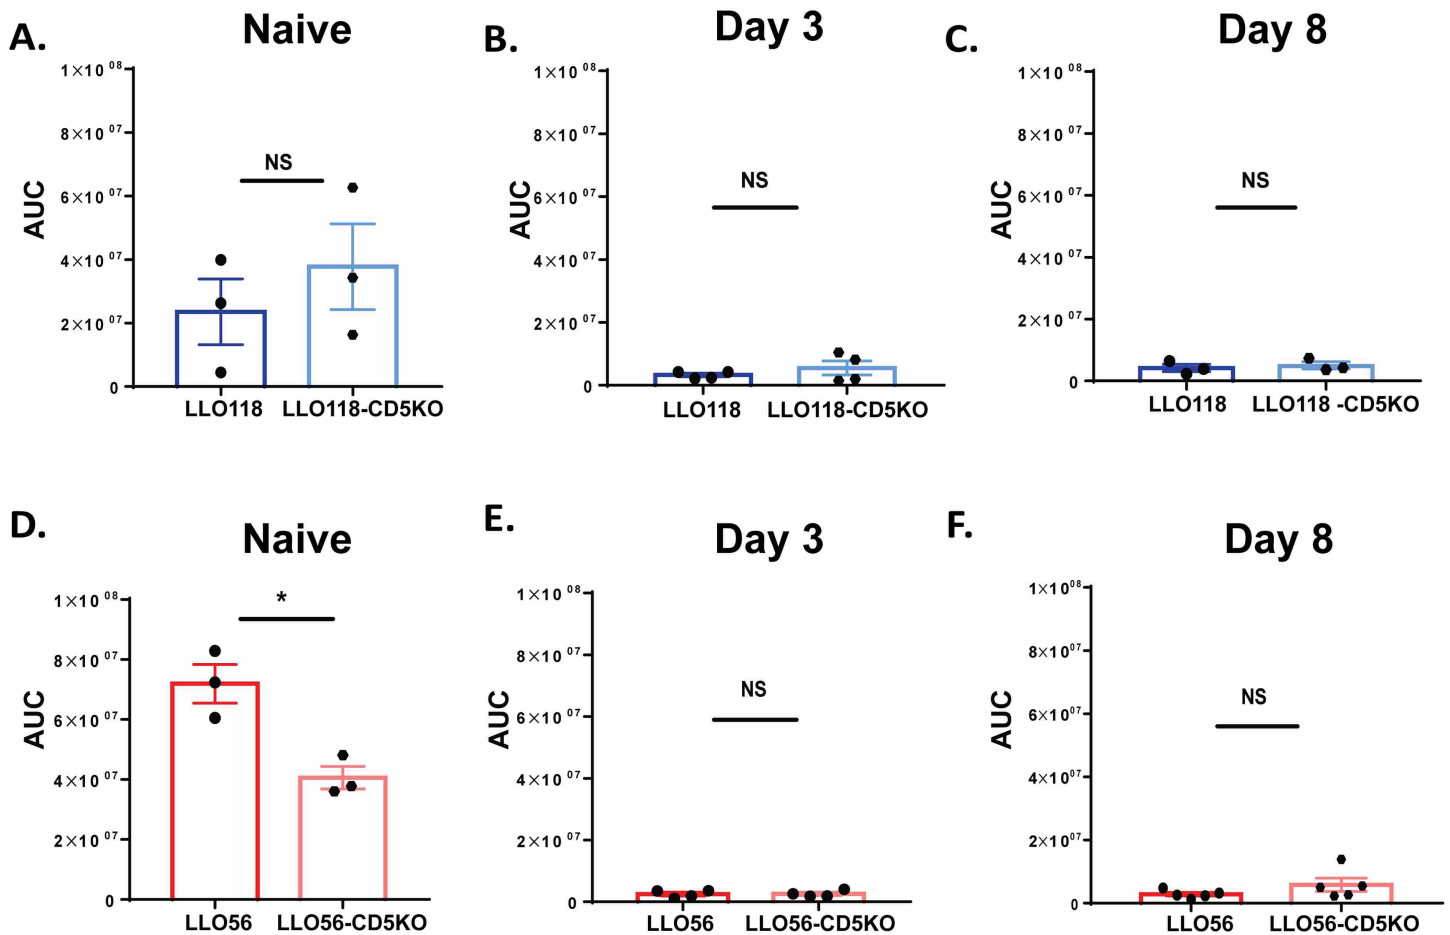 A. Naive
AUC
1×10 08
8×10 07
6×10 07
4×10 07
2×10 07
0
NS
LLO118 LLO118-CD5KO
B. Day 3
AUC
1×10 08
8×10 07
6×10 07
4×10 07
2×10 07
0
NS
LLO118 LLO118-CD5KO
C. Day 8
AUC
1×10 08
8×10 07
6×10 07
4×10 07
2×10 07
0
NS
LLO118 LLO118 -CD5KO
D. Naive
AUC
1×10 08
8×10 07
6×10 07
4×10 07
2×10 07
0
*
LLO56 LLO56-CD5KO
E. Day 3
AUC
1×10 08
8×10 07
6×10 07
4×10 07
2×10 07
0
NS
LLO56 LLO56-CD5KO
F. Day 8
AUC
1×10 08
8×10 07
6×10 07
4×10 07
2×10 07
0
NS
LLO56 LLO56-CD5KO